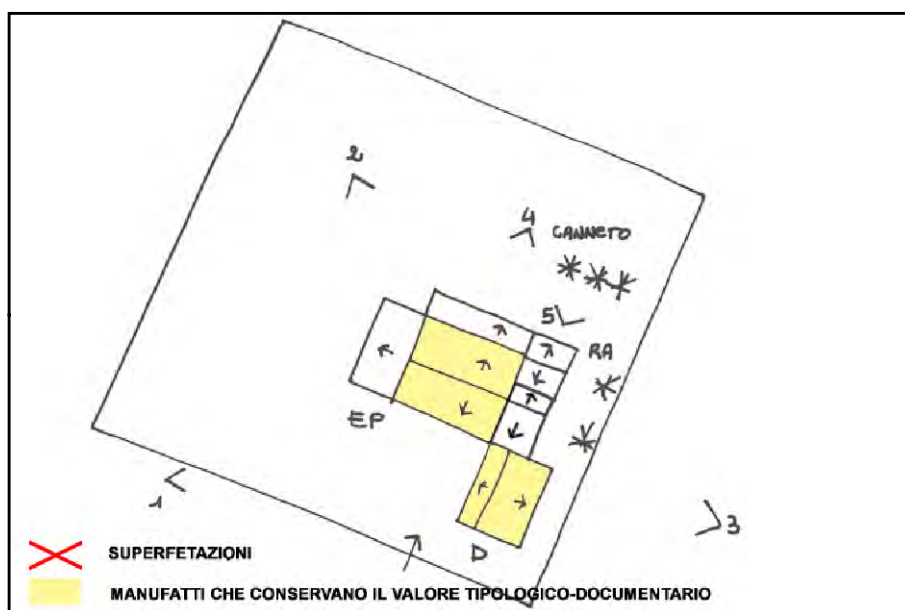 2
4 CANNETO
5
RA
EP
1
3
D
SUPERFETAZIONI
MANUFATTI CHE CONSERVANO IL VALORE TIPOLOGICO-DOCUMENTARIO